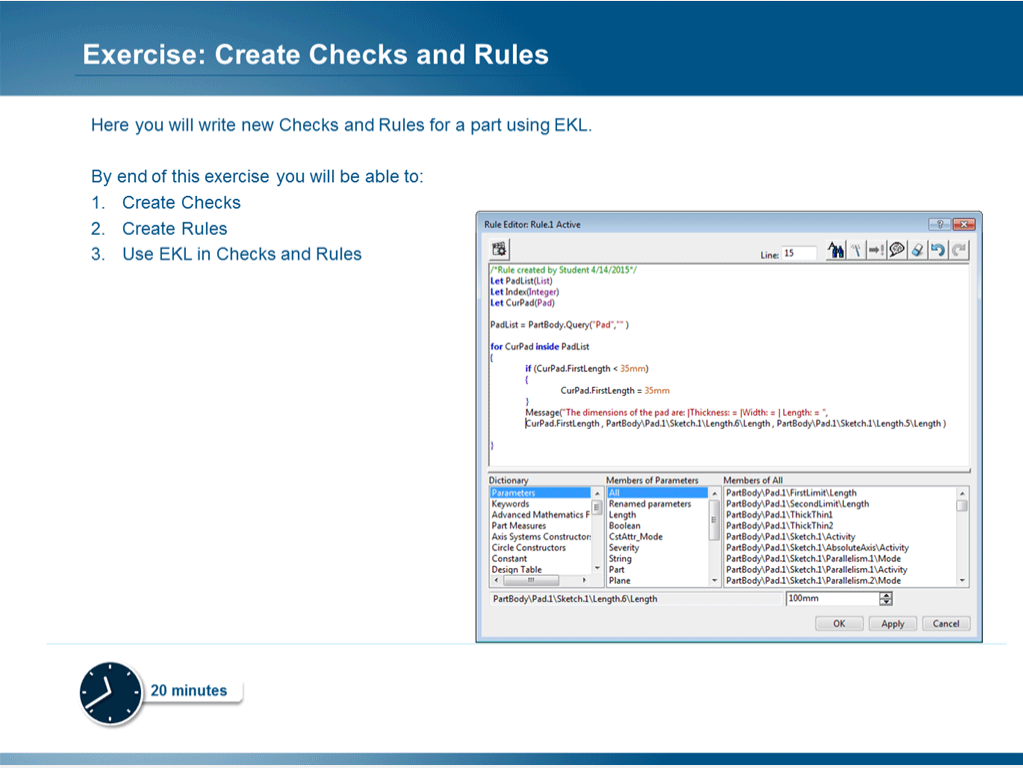 Exercise: Create Checks and Rules
Here you will write new Checks and Rules for a part using EKL.
By end of this exercise you will be able to:
1. Create Checks
2. Create Rules
3. Use EKL in Checks and Rules
Rule Editor: Rule.1 Active
Line: 15
/*Rule created by Student 4/14/2015*/
Let PadList(List)
Let Index(Integer)
Let CurPad(Pad)
PadList = PartBody.Query("Pad","" )
for CurPad inside PadList
{
if (CurPad.FirstLength < 35mm)
{
CurPad.FirstLength = 35mm
}
Message("The dimensions of the pad are: |Thickness: = |Width: = | Length: = ",
CurPad.FirstLength , PartBody\Pad.1\Sketch.1\Length.6\Length , PartBody\Pad.1\Sketch.1\Length.5\Length )
}
Dictionary
Parameters
Keywords
Advanced Mathematics F
Part Measures
Axis Systems Constructor
Circle Constructors
Constant
Design Table
Members of Parameters
All
Renamed parameters
Length
Boolean
CstAttr_Mode
Severity
String
Part
Plane
Members of All
PartBody\Pad.1\FirstLimit\Length
PartBody\Pad.1\SecondLimit\Length
PartBody\Pad.1\ThickThin1
PartBody\Pad.1\ThickThin2
PartBody\Pad.1\Sketch.1\Activity
PartBody\Pad.1\Sketch.1\AbsoluteAxis\Activity
PartBody\Pad.1\Sketch.1\Parallelism.1\Mode
PartBody\Pad.1\Sketch.1\Parallelism.1\Activity
PartBody\Pad.1\Sketch.1\Parallelism.2\Mode
PartBody\Pad.1\Sketch.1\Length.6\Length
100mm
OK Apply Cancel
20 minutes